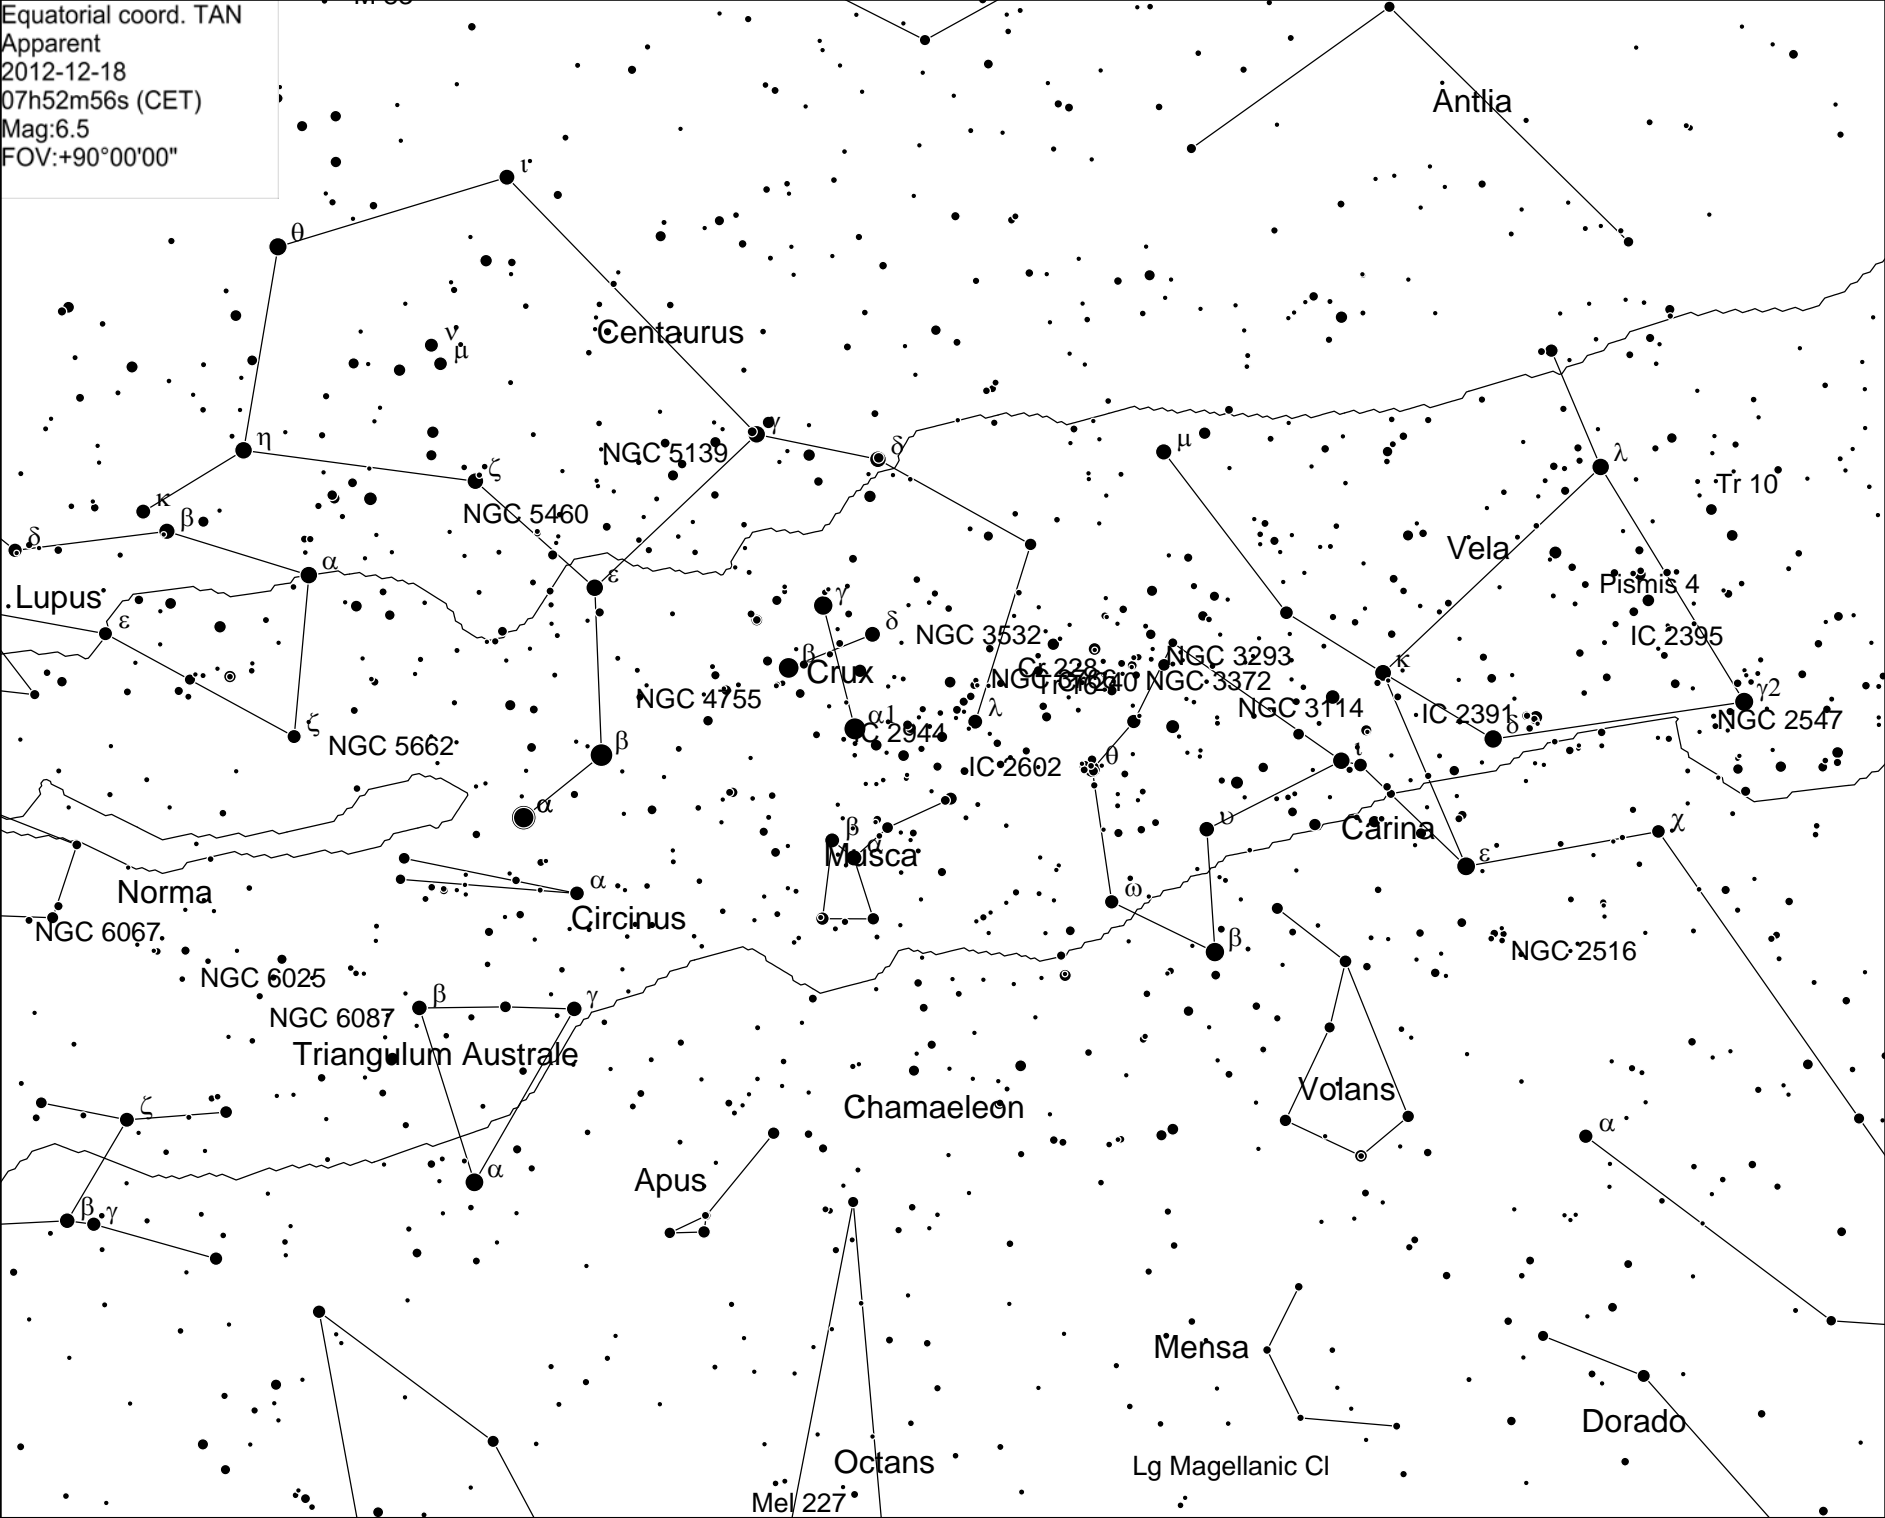 Equatorial coord. TAN
Apparent
2012-12-18
07h52m56s (CET)
Mag:6.5
FOV:+90°00'00"
Antlia
ι
θ
Centaurus
ν
μ
γ
δ
η
NGC 5139
μ
λ
ζ
Tr 10
κ
NGC 5460
β
δ
Vela
α
ε
Pismis 4
Lupus
γ
ε
δ
NGC 3532
IC 2395
β
Crux
NGC 3293
κ
Cr 228
NGC 3372
NGC 4755
γ2
NGC 3114
IC 2391
α1
λ
IC 2944
δ
NGC 2547
ζ
NGC 5662
β
θ
ι
IC 2602
α
β
υ
Carina
χ
α
Musca
ε
Norma
α
Circinus
ω
NGC 6067
β
NGC 2516
NGC 6025
β
γ
NGC 6087
Triangulum Australe
Volans
ζ
Chamaeleon
α
α
Apus
β
γ
Mensa
Dorado
Octans
Lg Magellanic Cl
Mel 227